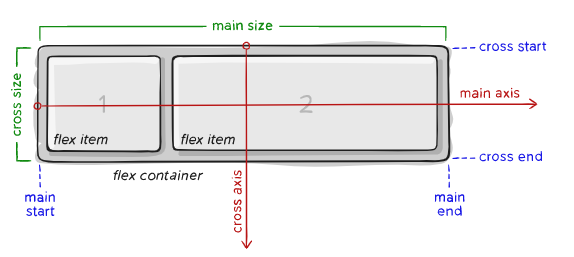 main size
cross start
cross size
1
2
main axis
flex item
flex item
cross end
flex container
cross axis
main
start
main
end